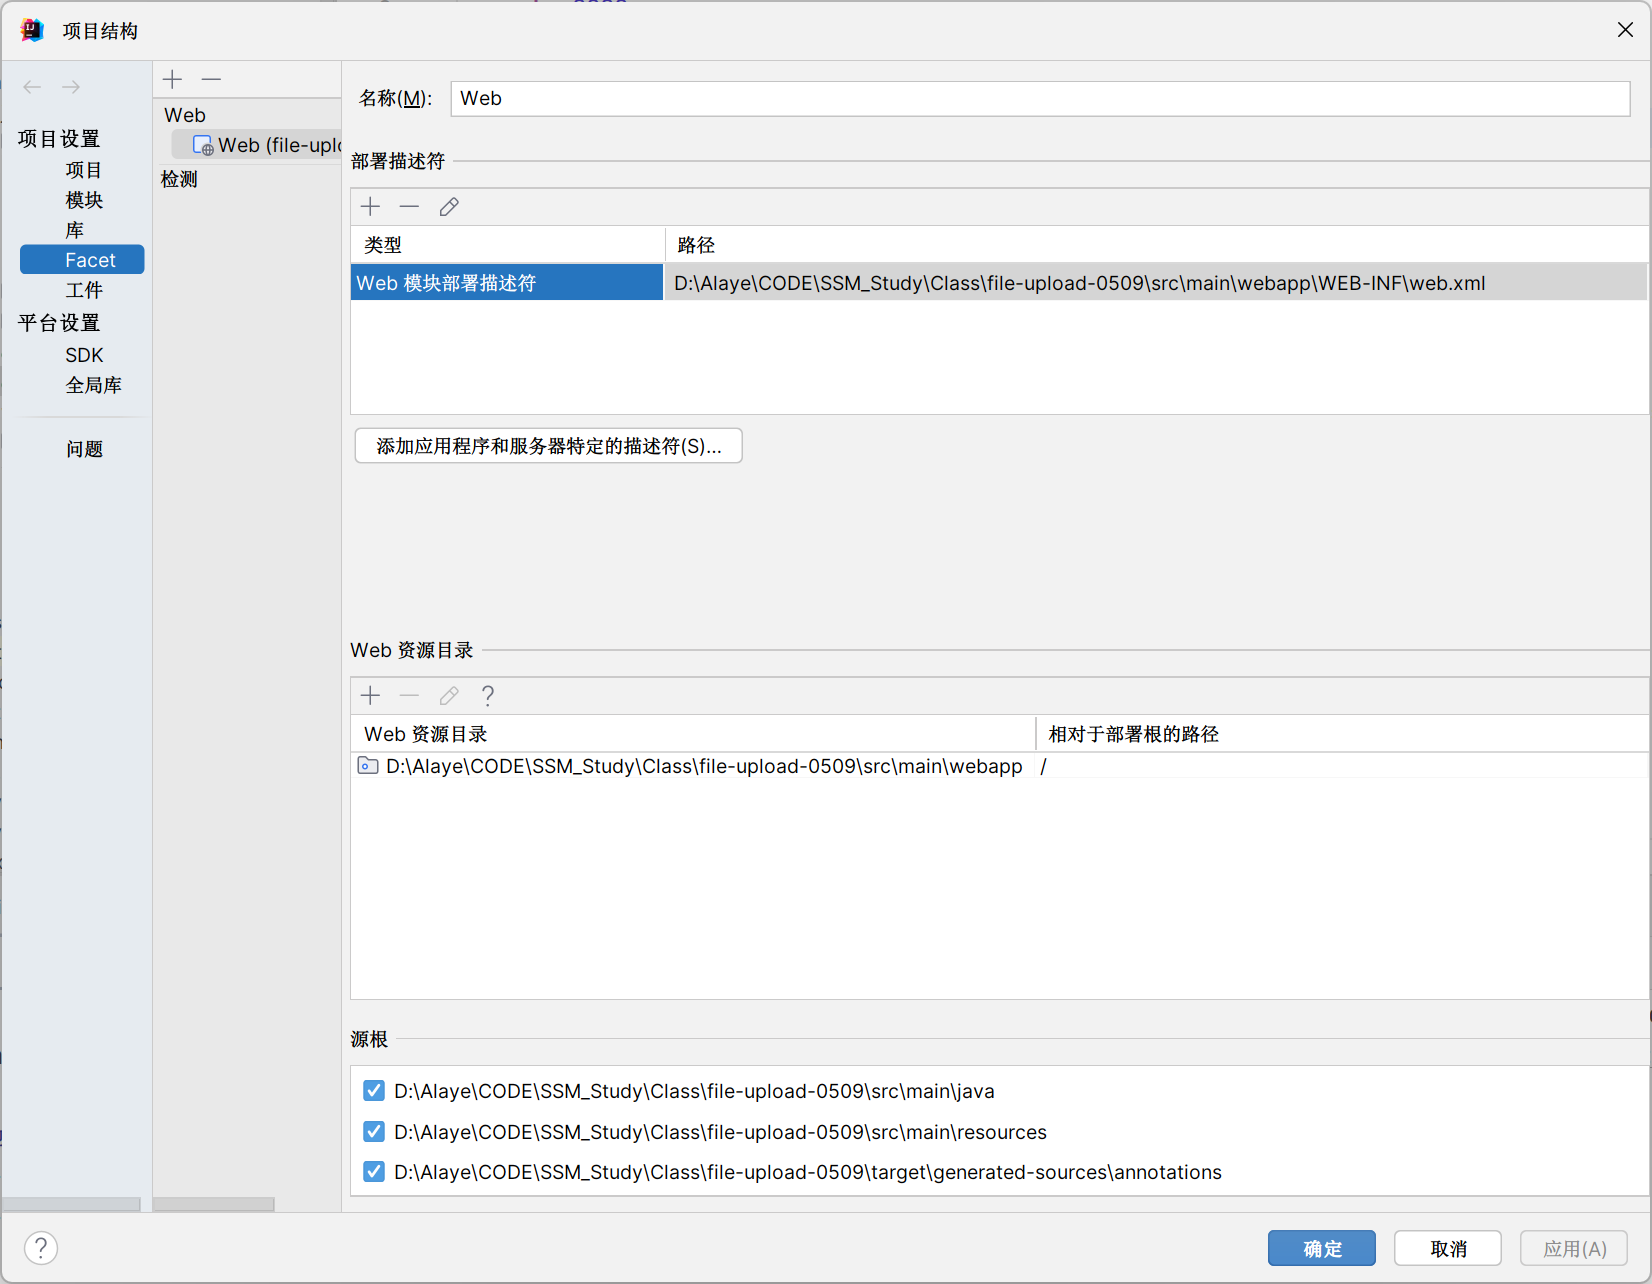 项目结构
项目设置
项目
模块
库
Facet
工件
平台设置
SDK
全局库
问题
Web
Web (file-uplo
检测
名称(M): Web
部署描述符
类型 路径
Web 模块部署描述符 D:\Alaye\CODE\SSM_Study\Class\file-upload-0509\src\main\webapp\WEB-INF\web.xml
添加应用程序和服务器特定的描述符(S)...
Web 资源目录
?
Web 资源目录 相对于部署根的路径
D:\Alaye\CODE\SSM_Study\Class\file-upload-0509\src\main\webapp /
源根
D:\Alaye\CODE\SSM_Study\Class\file-upload-0509\src\main\java
D:\Alaye\CODE\SSM_Study\Class\file-upload-0509\src\main\resources
D:\Alaye\CODE\SSM_Study\Class\file-upload-0509\target\generated-sources\annotations
? 确定 取消 应用(A)